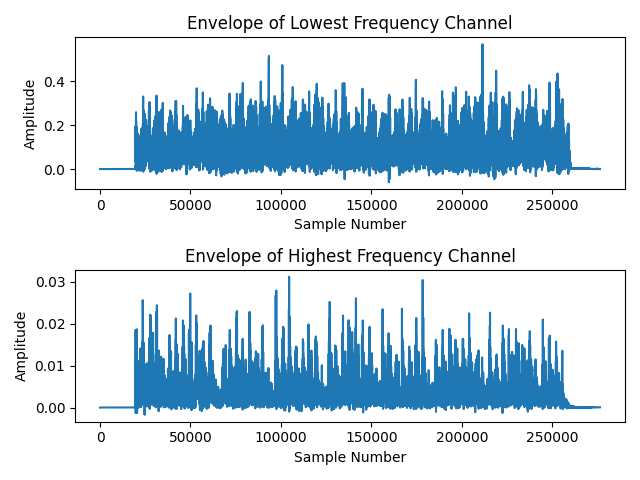 Envelope of Lowest Frequency Channel
Amplitude
0.4
0.2
0.0
0 50000 100000 150000 200000 250000
Sample Number
Envelope of Highest Frequency Channel
Amplitude
0.03
0.02
0.01
0.00
0 50000 100000 150000 200000 250000
Sample Number